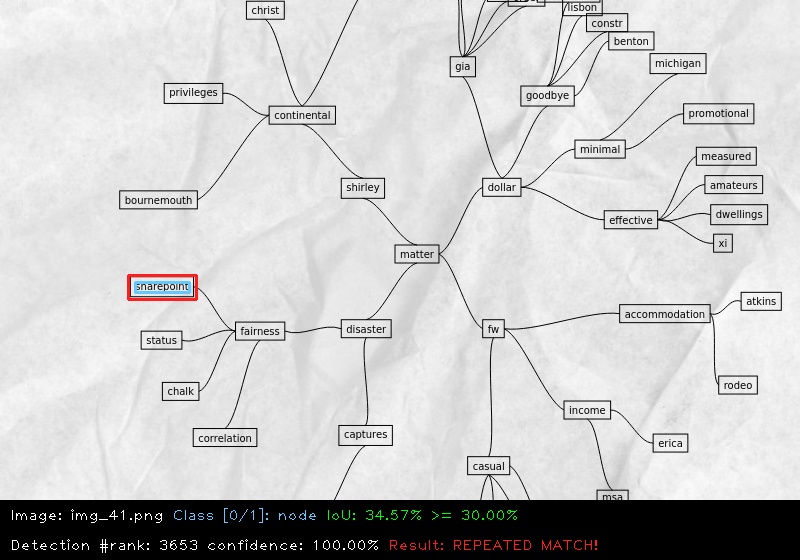 christ
lisbon
constr
benton
gia
michigan
privileges
goodbye
continental
promotional
minimal
measured
shirley
dollar
amateurs
bournemouth
dwellings
effective
xi
matter
sharepoint
atkins
accommodation
status
fairness
disaster
fw
chalk
rodeo
income
correlation
captures
erica
casual
msa
Image: img_41.png Class [0/1]: node IoU: 34.57% >= 30.00%
Detection #rank: 3653 confidence: 100.00% Result: REPEATED MATCH!